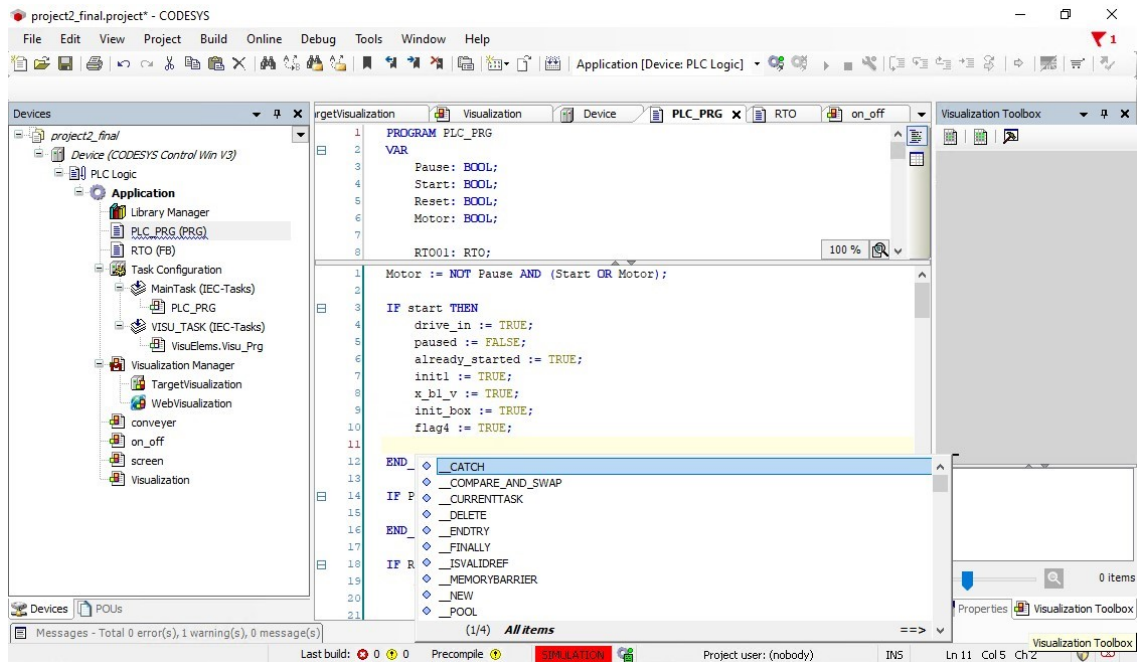 project2_final.project* - CODESYS
File Edit View Project Build Online Debug Tools Window Help
1
Application [Device: PLC Logic]
Devices
project2_final
Device (CODESYS Control Win V3)
PLC Logic
Application
Library Manager
PLC_PRG (PRG)
RTO (FB)
Task Configuration
MainTask (IEC-Tasks)
PLC_PRG
VISU_TASK (IEC-Tasks)
VisuElems.Visu_Prg
Visualization Manager
TargetVisualization
WebVisualization
conveyer
on_off
screen
Visualization
Devices POUs
rgetVisualization Visualization Device PLC_PRG X RTO on_off
1 PROGRAM PLC_PRG
2 VAR
3 Pause: BOOL;
4 Start: BOOL;
5 Reset: BOOL;
6 Motor: BOOL;
7
8 RTO01: RTO;
100 %
1 Motor := NOT Pause AND (Start OR Motor);
2
3 IF start THEN
4 drive_in := TRUE;
5 paused := FALSE;
6 already_started := TRUE;
7 init1 := TRUE;
8 x_b1_v := TRUE;
9 init_box := TRUE;
10 flag4 := TRUE;
11
12 END_
13
14 IF P
15
16 END_
17
18 IF R
19
20
21
__CATCH
__COMPARE_AND_SWAP
__CURRENTTASK
__DELETE
__ENDTRY
__FINALLY
__ISVALIDREF
__MEMORYBARRIER
__NEW
__POOL
(1/4) All items ==>
Visualization Toolbox
0 items
Properties Visualization Toolbox
Visualization Toolbox
Messages - Total 0 error(s), 1 warning(s), 0 message(s)
Last build: 0 0 Precompile SIMULATION Project user: (nobody) INS Ln 11 Col 5 Ch 2